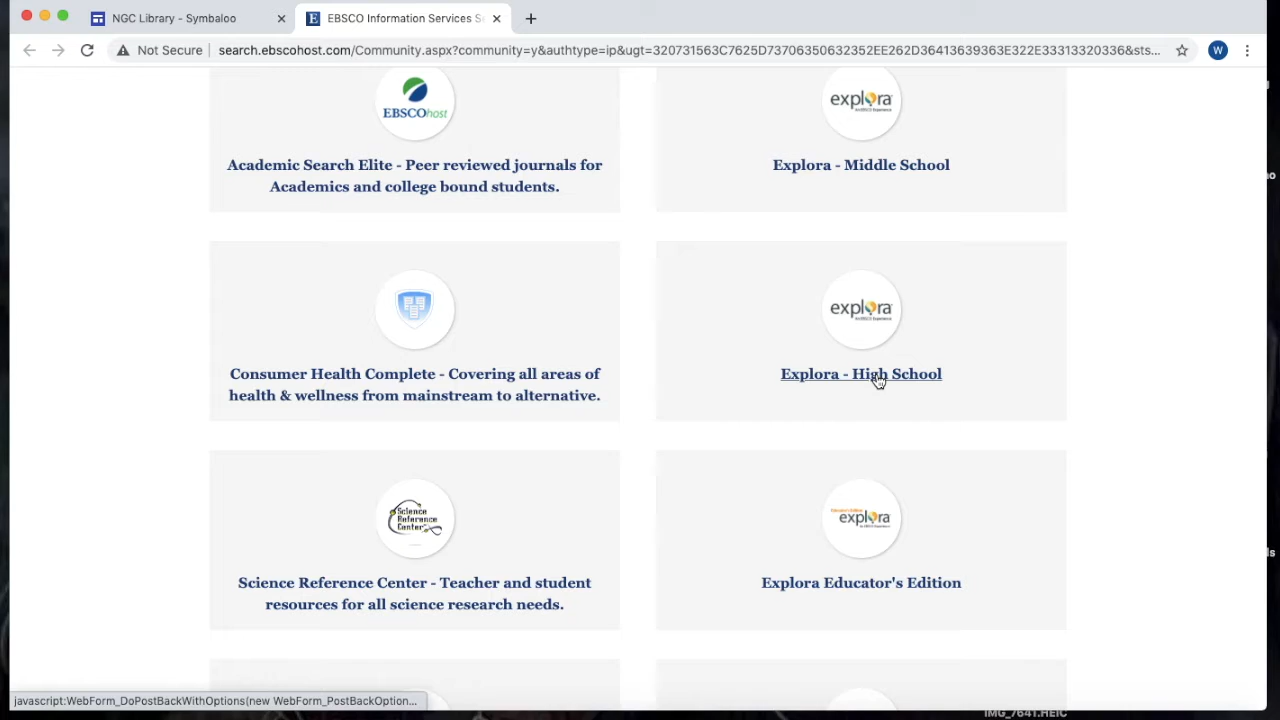 NGC Library - Symbaloo
EBSCO Information Services S
Not Secure
search.ebscohost.com/Community.aspx?community=y&authtype=ip&ugt=320731563C7625D73706350632352EE262D36413639363E322E33313320336&sts...
W
EBSCOhost
Academic Search Elite - Peer reviewed journals for
Academics and college bound students.
explora
Explora - Middle School
Consumer Health Complete - Covering all areas of
health & wellness from mainstream to alternative.
explora
Explora - High School
Science
Reference
Center
Science Reference Center - Teacher and student
resources for all science research needs.
Educator's Edition
explora
Explora Educator's Edition
javascript:WebForm_DoPostBackWithOptions(new WebForm_PostBackOption...
IMG_7641.HEIC